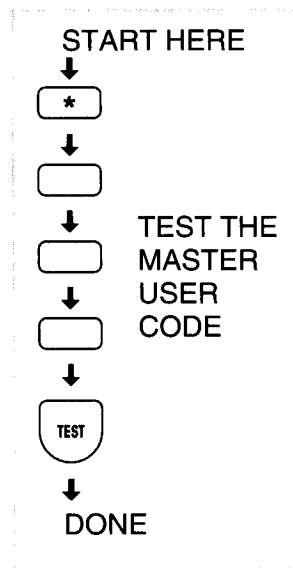 START HERE
*
TEST THE
MASTER
USER
CODE
TEST
DONE